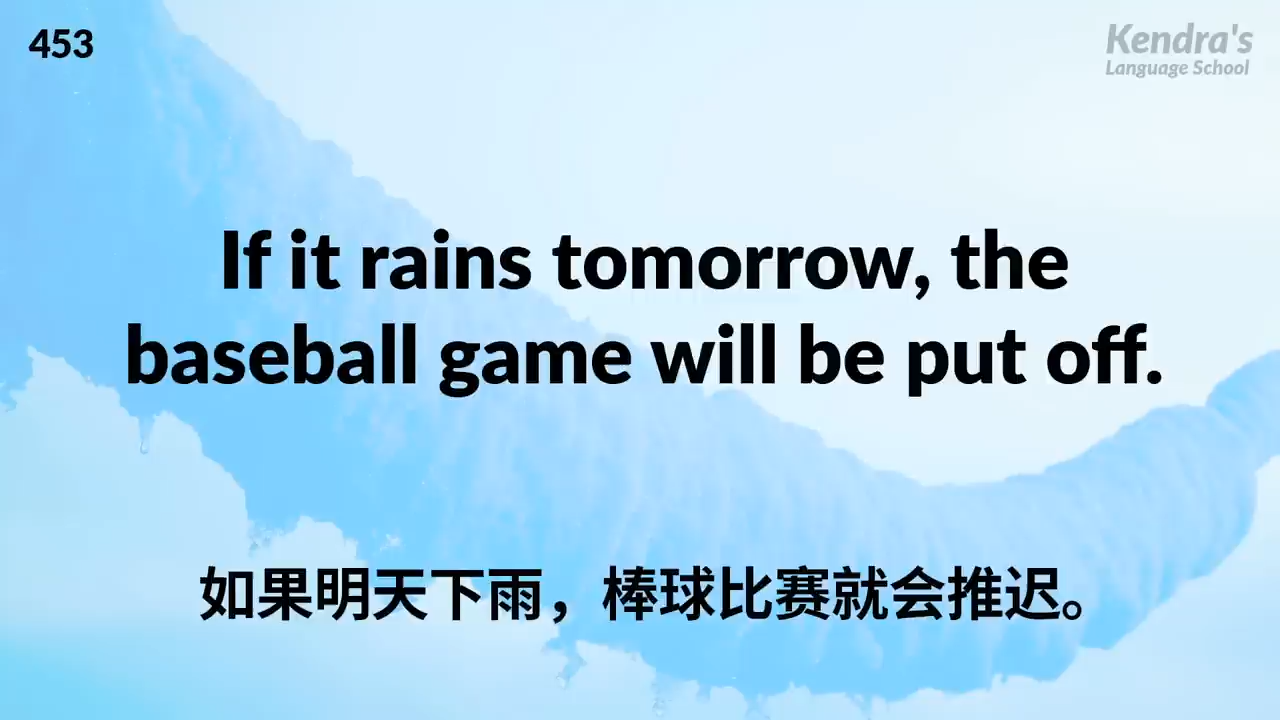 453
Kendra's
Language School
If it rains tomorrow, the
baseball game will be put off.
如果明天下雨，棒球比赛就会推迟。